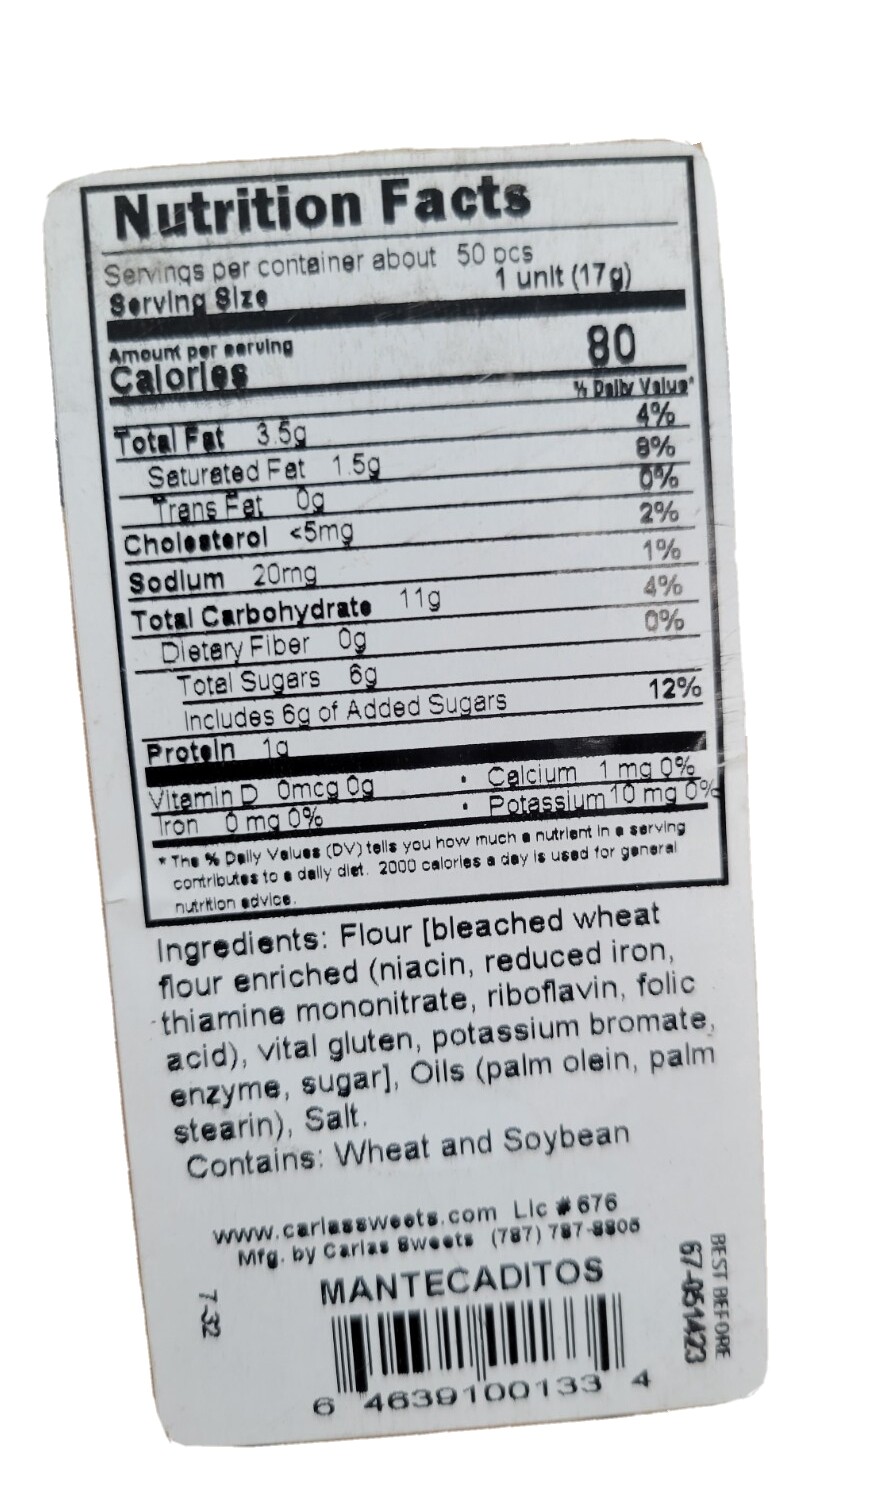 Nutrition Facts
Servings per container about 50 pcs
Serving Size 1 unit (17g)
Amount per serving
Calories 80
% Daily Value*
Total Fat 3.5g 4%
Saturated Fat 1.5g 8%
Trans Fat 0g 0%
Cholesterol <5mg 2%
Sodium 20mg 1%
Total Carbohydrate 11g 4%
Dietary Fiber 0g 0%
Total Sugars 6g
Includes 6g of Added Sugars 12%
Protein 1g
Vitamin D 0mcg 0g • Calcium 1 mg 0%
Iron 0 mg 0% • Potassium 10 mg 0%
* The % Daily Values (DV) tells you how much a nutrient in a serving
contributes to a daily diet. 2000 calories a day is used for general
nutrition advice.
Ingredients: Flour [bleached wheat
flour enriched (niacin, reduced iron,
thiamine mononitrate, riboflavin, folic
acid), vital gluten, potassium bromate,
enzyme, sugar], Oils (palm olein, palm
stearin), Salt.
Contains: Wheat and Soybean
www.carlassweets.com Lic # 676
Mfg. by Carlas Sweets (787) 787-8805
MANTECADITOS
7-32
BEST BEFORE
67-051423
6 4639100133 4